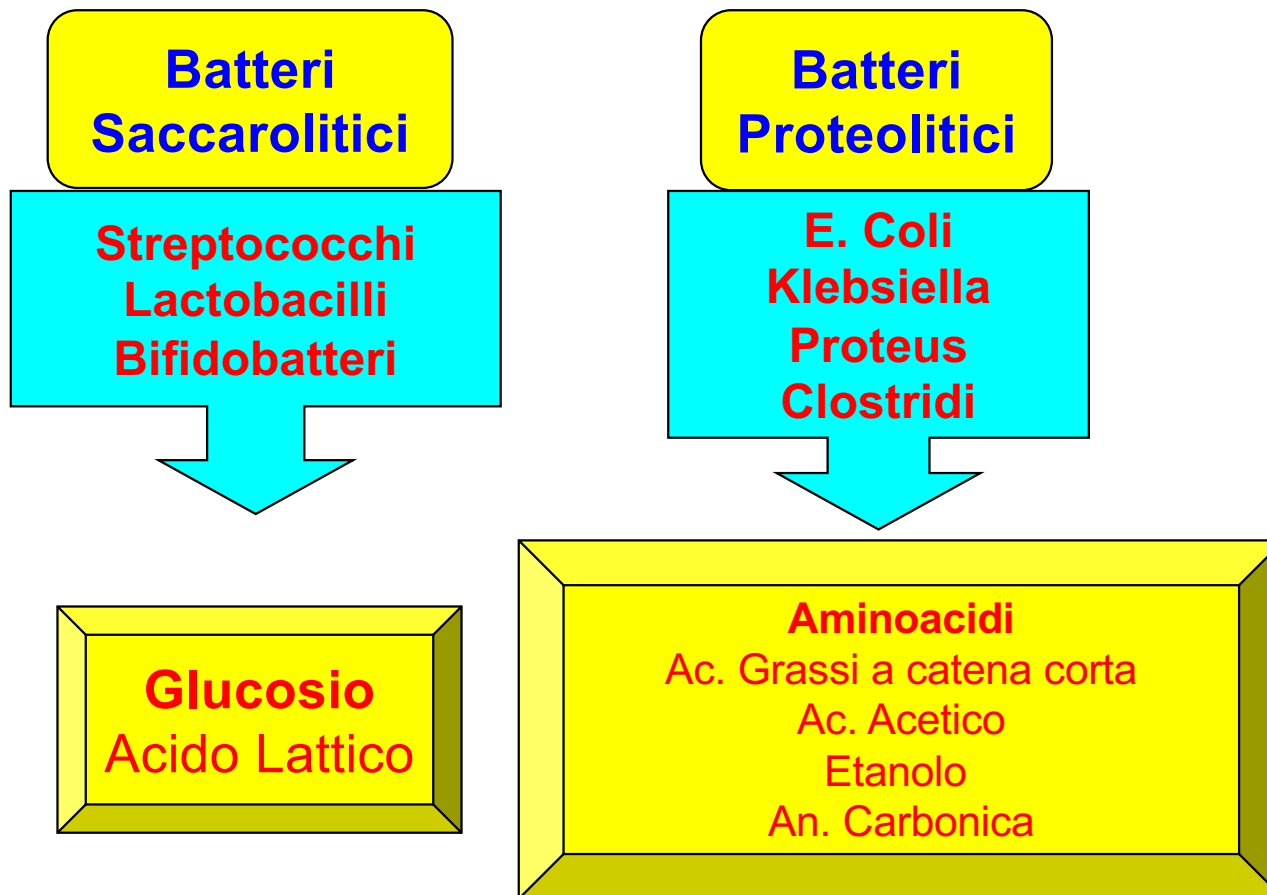 Batteri
Saccarolitici
Streptococchi
Lactobacilli
Bifidobatteri
Glucosio
Acido Lattico
Batteri
Proteolitici
E. Coli
Klebsiella
Proteus
Clostridi
Aminoacidi
Ac. Grassi a catena corta
Ac. Acetico
Etanolo
An. Carbonica